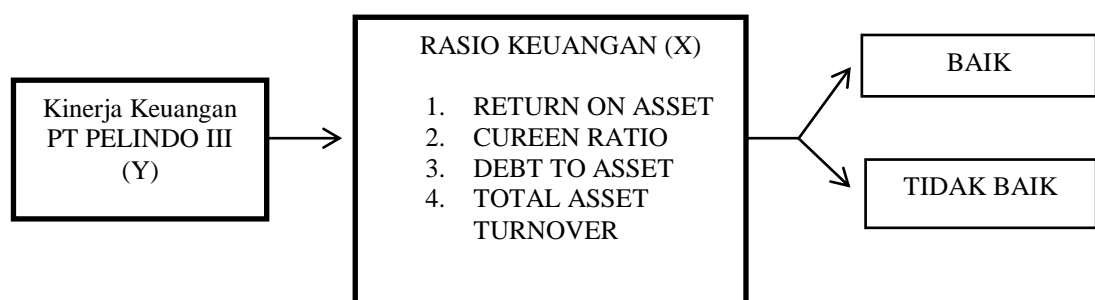 Kinerja Keuangan
PT PELINDO III
(Y)
RASIO KEUANGAN (X)
1. RETURN ON ASSET
2. CUREEN RATIO
3. DEBT TO ASSET
4. TOTAL ASSET
TURNOVER
BAIK
TIDAK BAIK